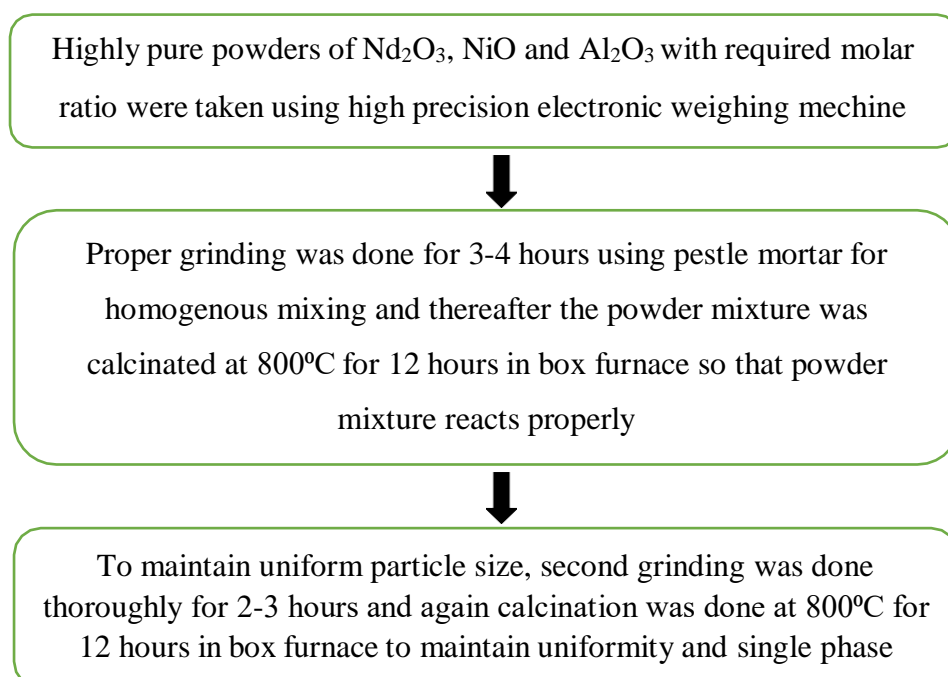 Highly pure powders of Nd₂O₃, NiO and Al₂O₃ with required molar
ratio were taken using high precision electronic weighing mechine
Proper grinding was done for 3-4 hours using pestle mortar for
homogenous mixing and thereafter the powder mixture was
calcinated at 800⁰C for 12 hours in box furnace so that powder
mixture reacts properly
To maintain uniform particle size, second grinding was done
thoroughly for 2-3 hours and again calcination was done at 800⁰C for
12 hours in box furnace to maintain uniformity and single phase